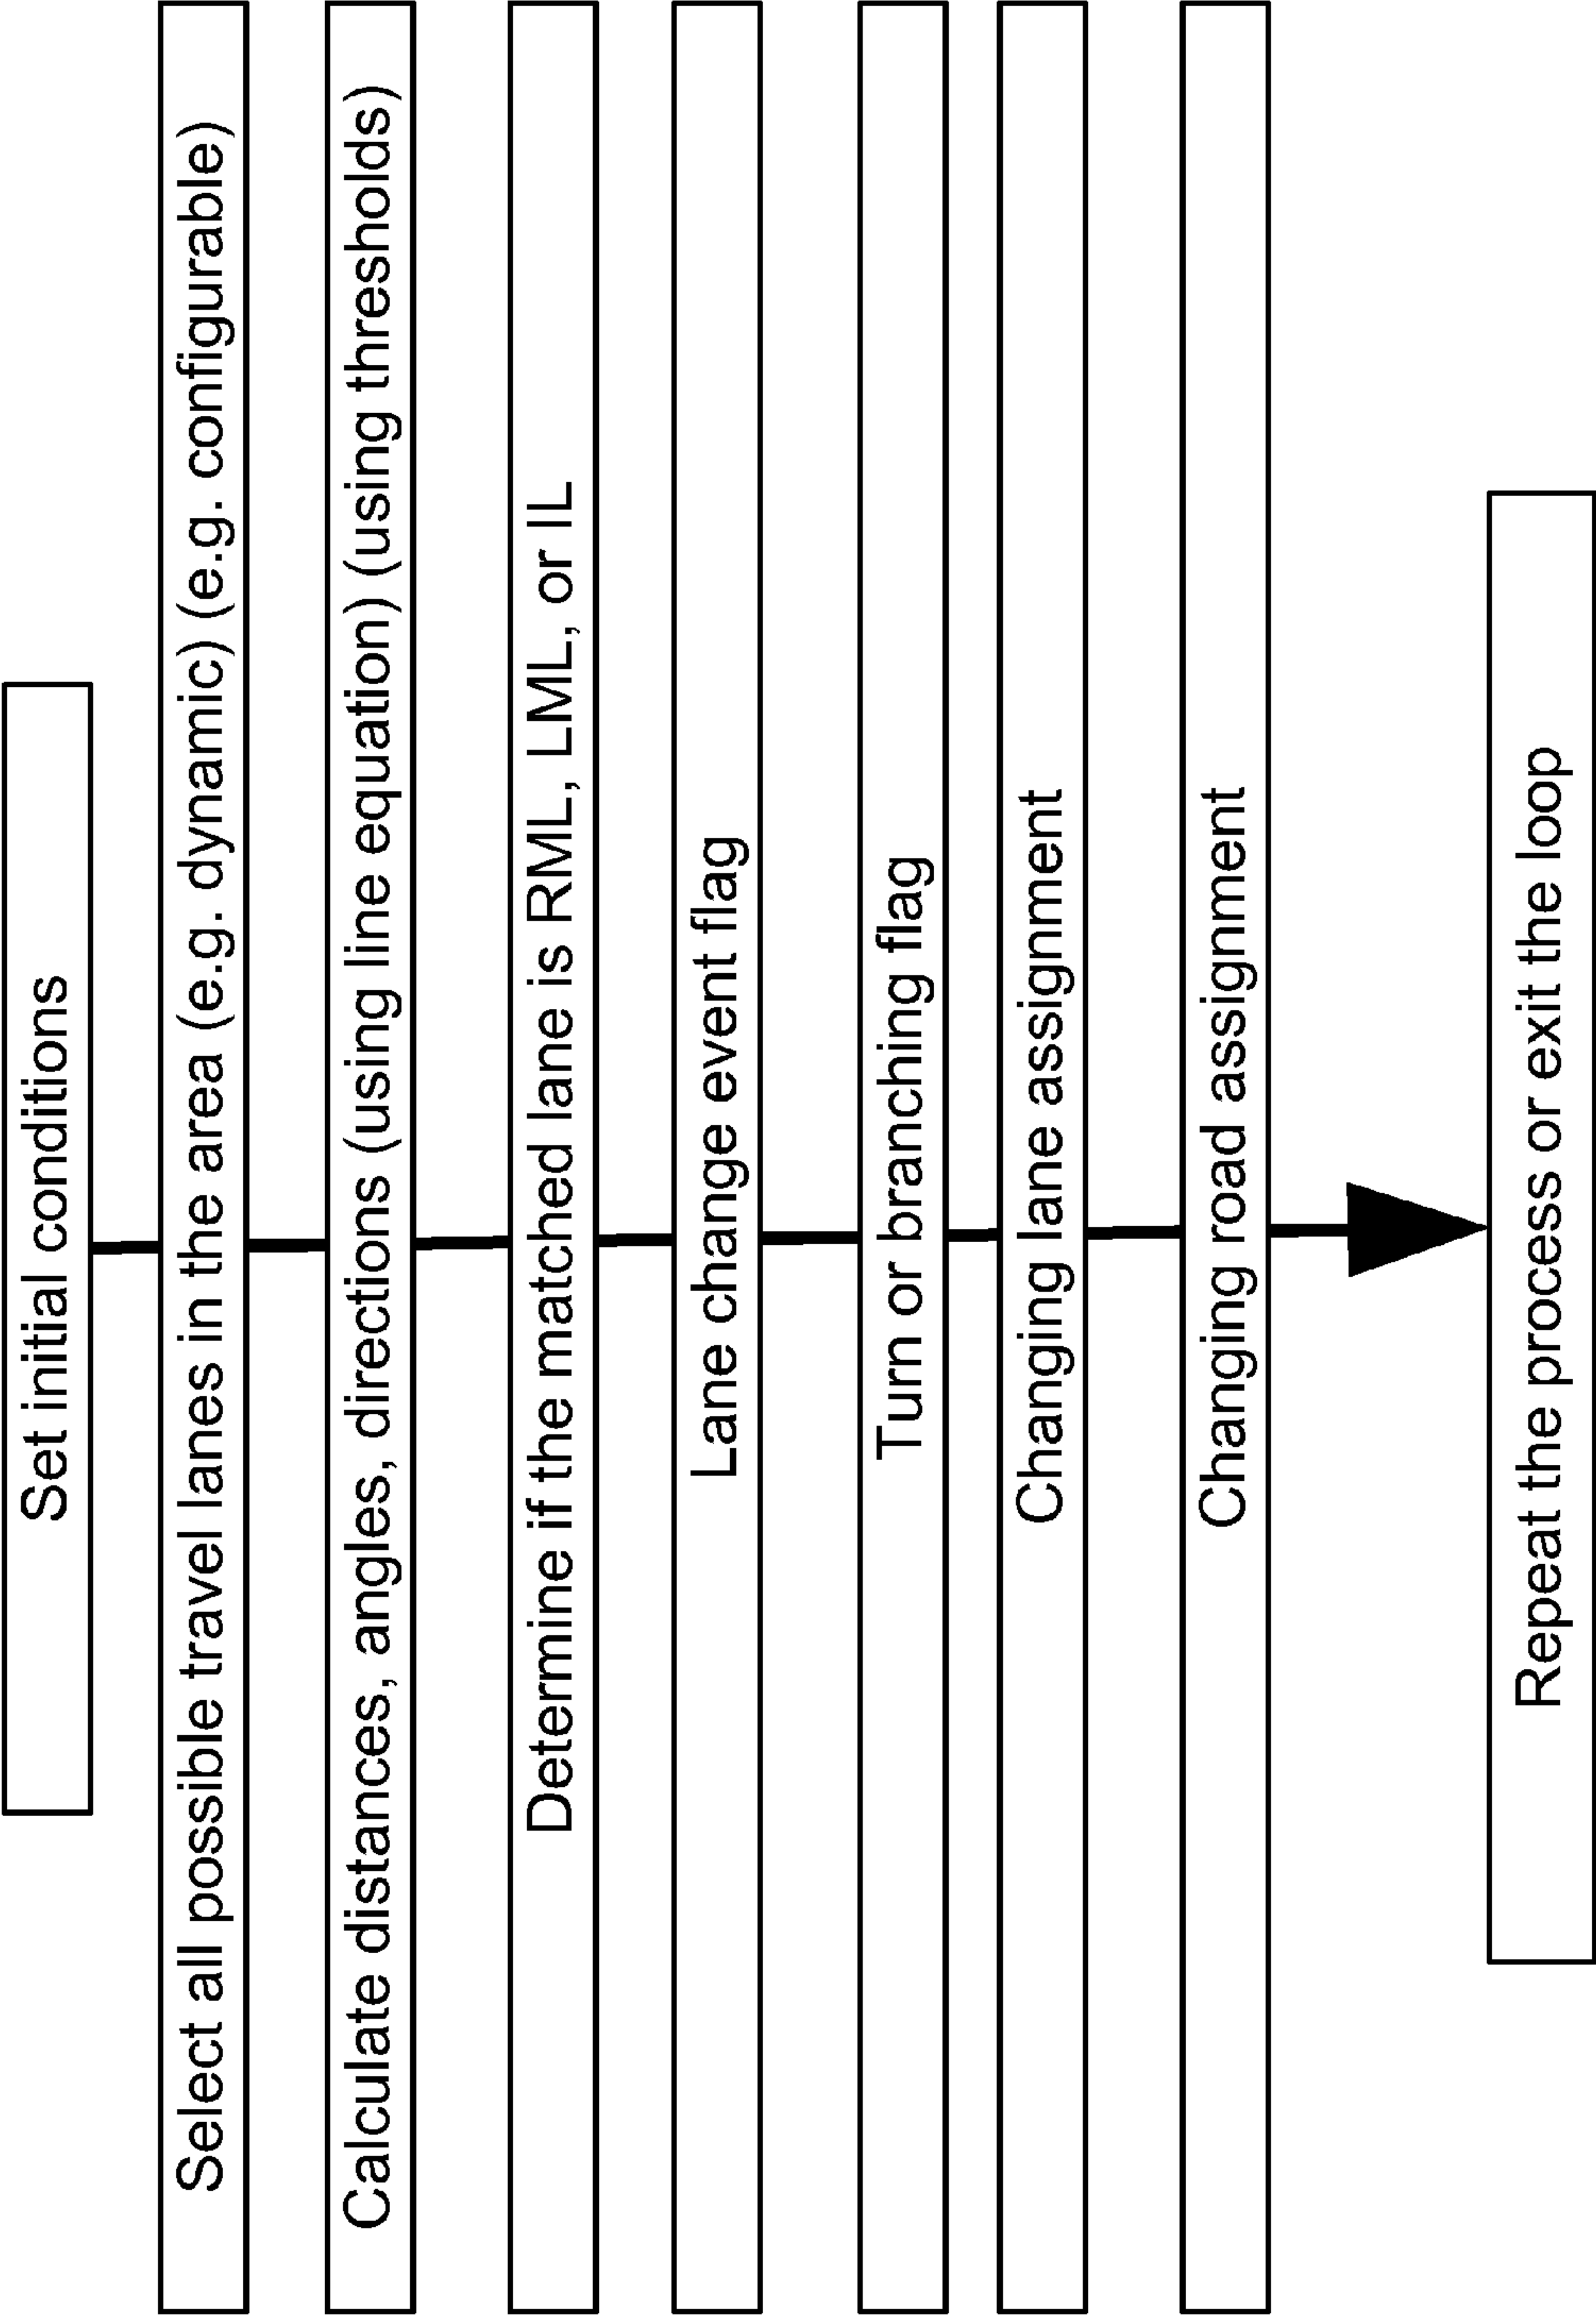 Set initial conditions
Select all possible travel lanes in the area (e.g. dynamic) (e.g. configurable)
Calculate distances, angles, directions (using line equation) (using thresholds)
Determine if the matched lane is RML, LML, or IL
Lane change event flag
Turn or branching flag
Changing lane assignment
Changing road assignment
Repeat the process or exit the loop